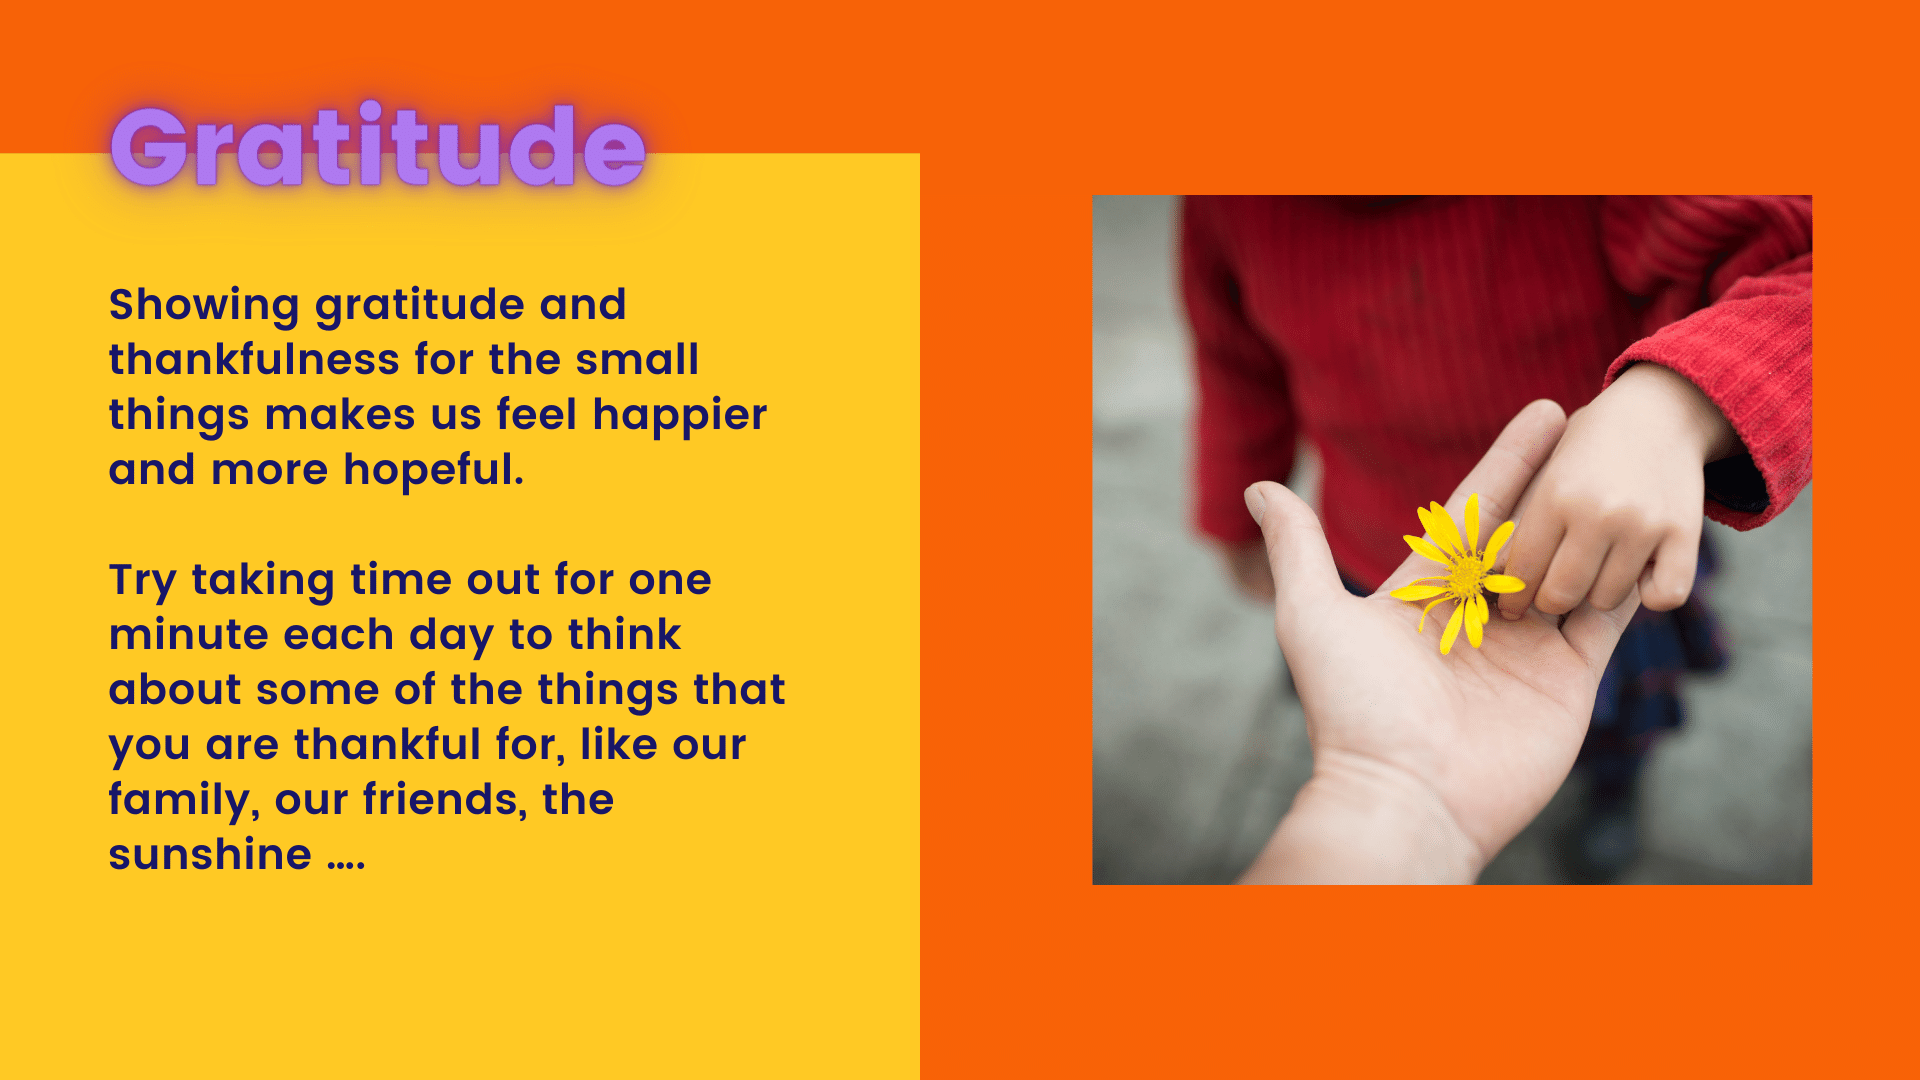 Gratitude
Showing gratitude and
thankfulness for the small
things makes us feel happier
and more hopeful.
Try taking time out for one
minute each day to think
about some of the things that
you are thankful for, like our
family, our friends, the
sunshine ....